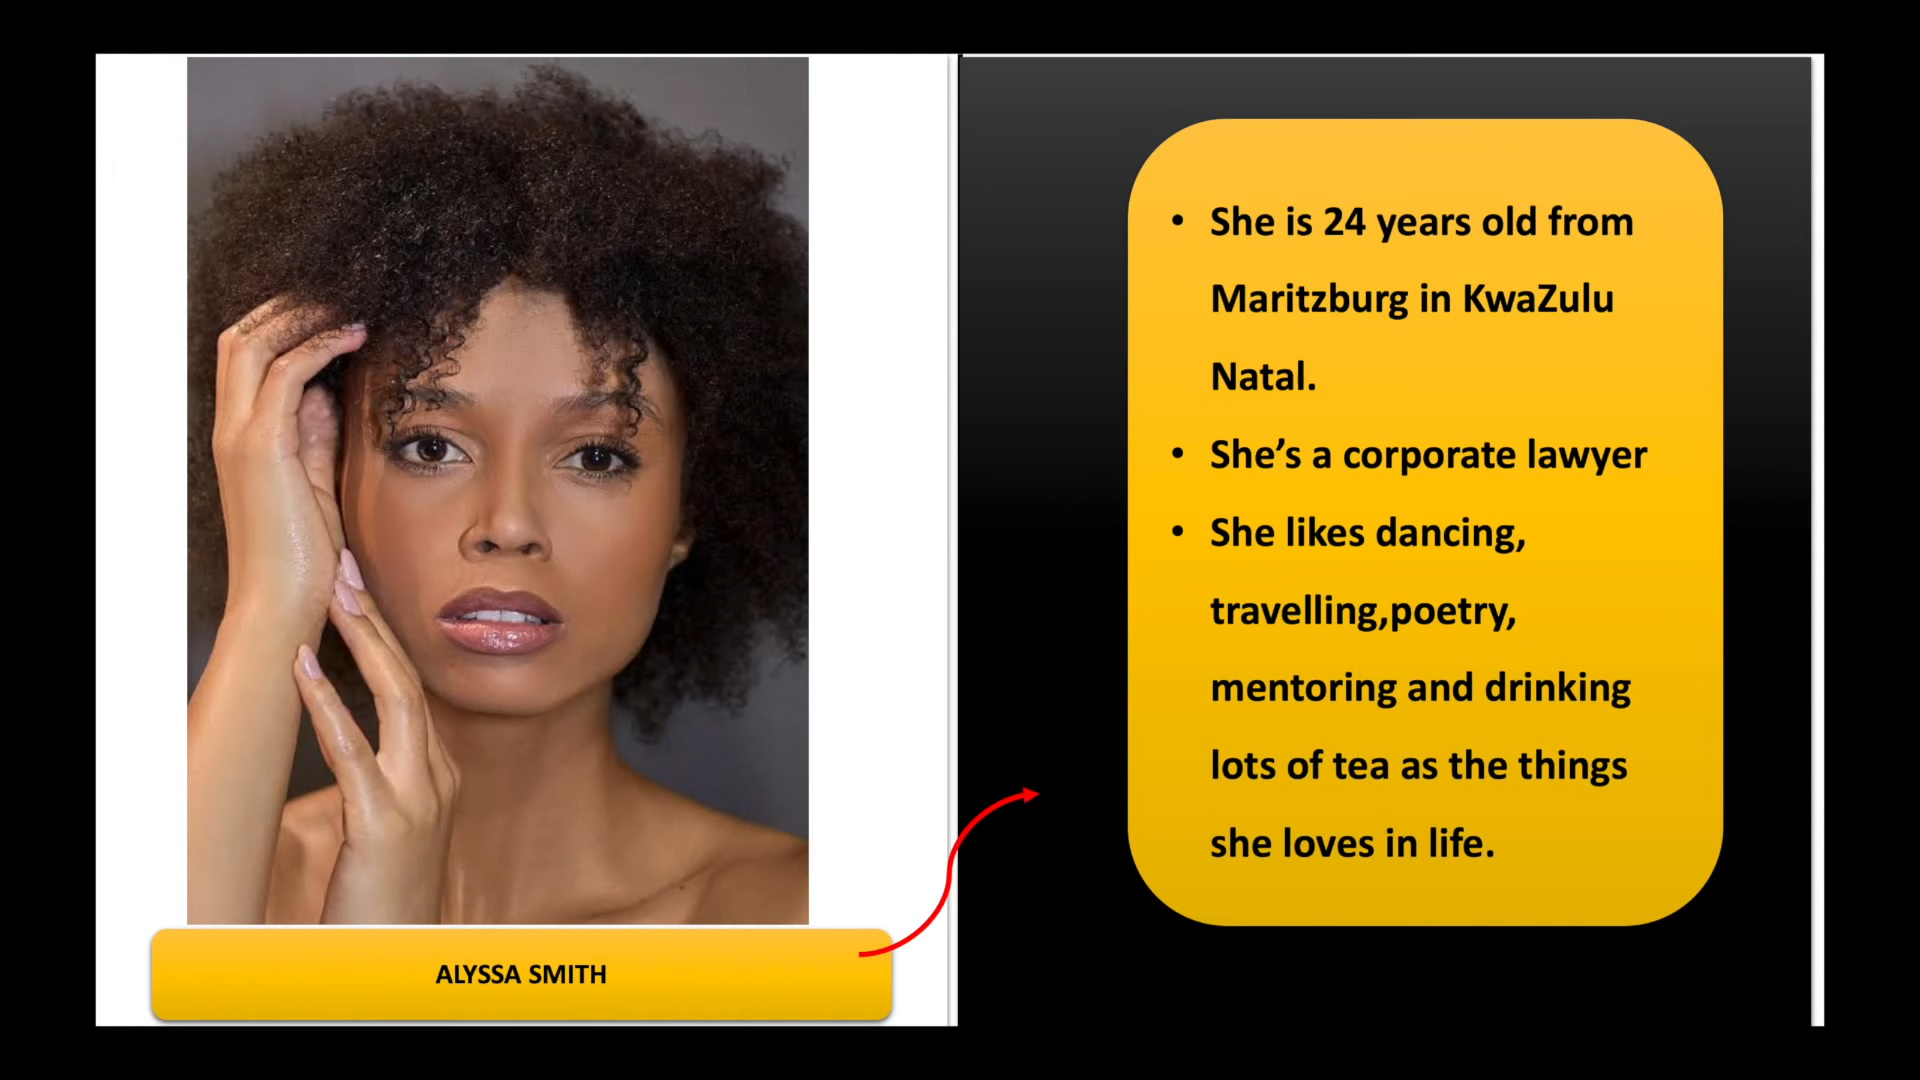 ALYSSA SMITH
• She is 24 years old from
Maritzburg in KwaZulu
Natal.
• She’s a corporate lawyer
• She likes dancing,
travelling,poetry,
mentoring and drinking
lots of tea as the things
she loves in life.